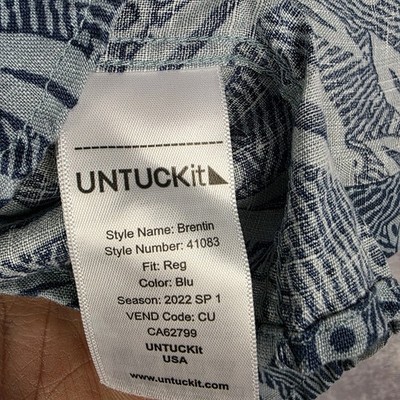 UNTUCKit
Style Name: Brentin
Style Number: 41083
Fit: Reg
Color: Blu
Season: 2022 SP 1
VEND Code: CU
CA62799
UNTUCKit
USA
www.untuckit.com